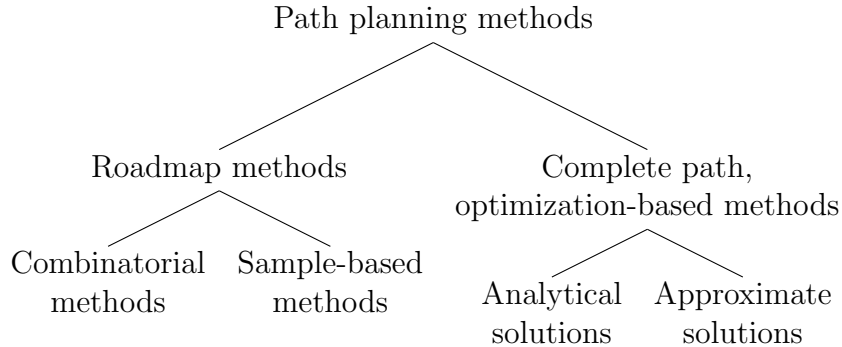 Path planning methods
Roadmap methods
Complete path,
optimization-based methods
Combinatorial
methods
Sample-based
methods
Analytical
solutions
Approximate
solutions